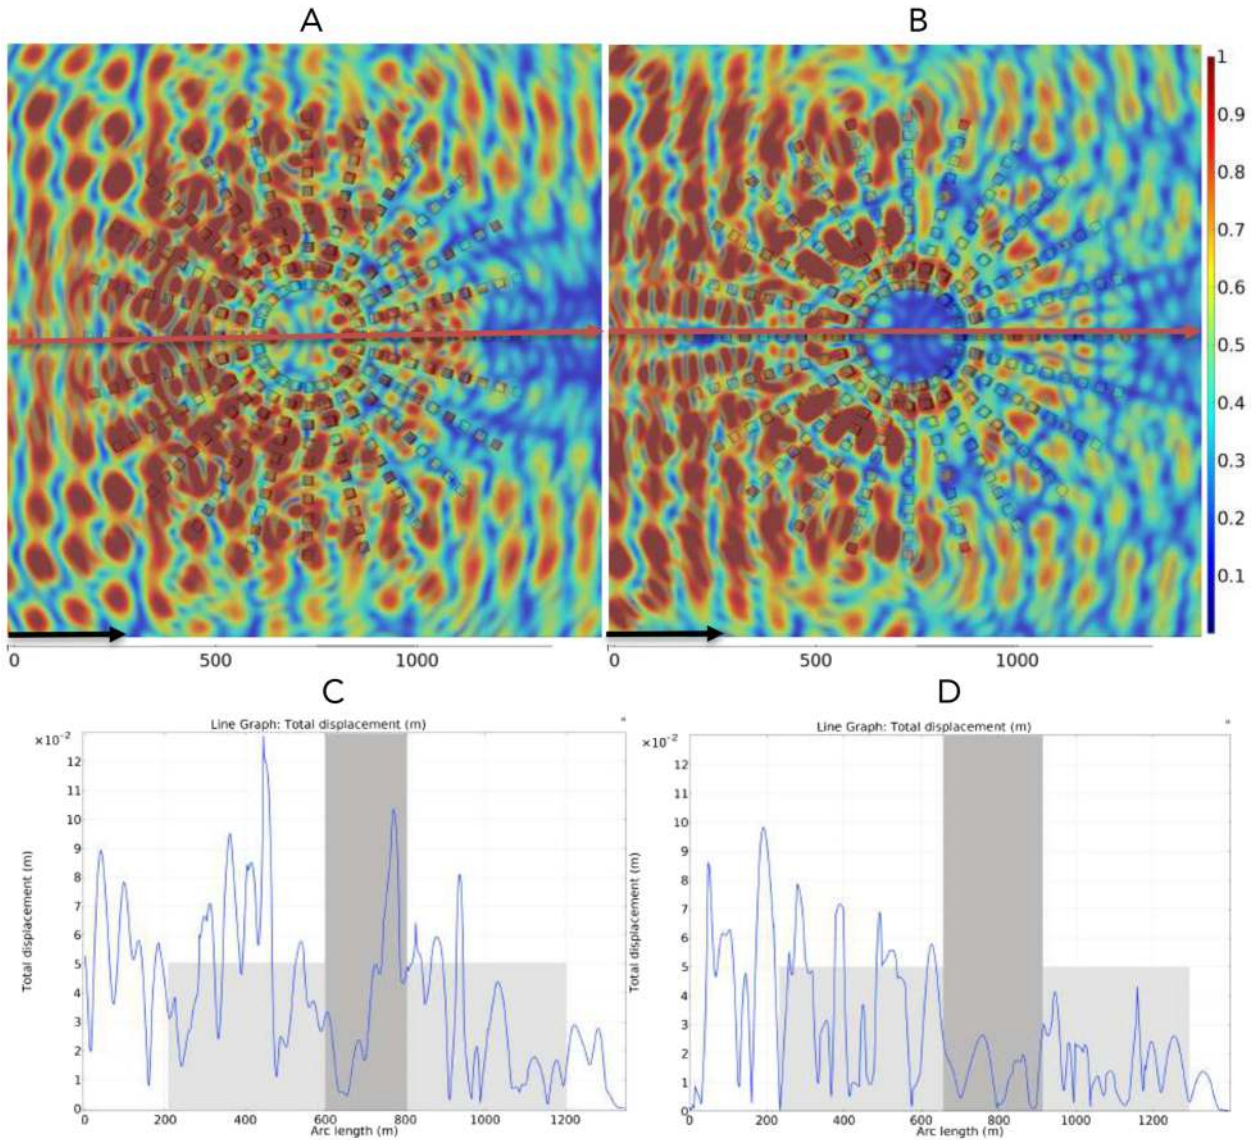 A
B
1
0.9
0.8
0.7
0.6
0.5
0.4
0.3
0.2
0.1
0 500 1000
0 500 1000
C
D
Line Graph: Total displacement (m)
×10⁻²
12
11
10
9
8
7
6
5
4
3
2
1
0
Total displacement (m)
0 200 400 600 800 1000 1200
Arc length (m)
Line Graph: Total displacement (m)
×10⁻²
12
11
10
9
8
7
6
5
4
3
2
1
0
Total displacement (m)
0 200 400 600 800 1000 1200
Arc length (m)